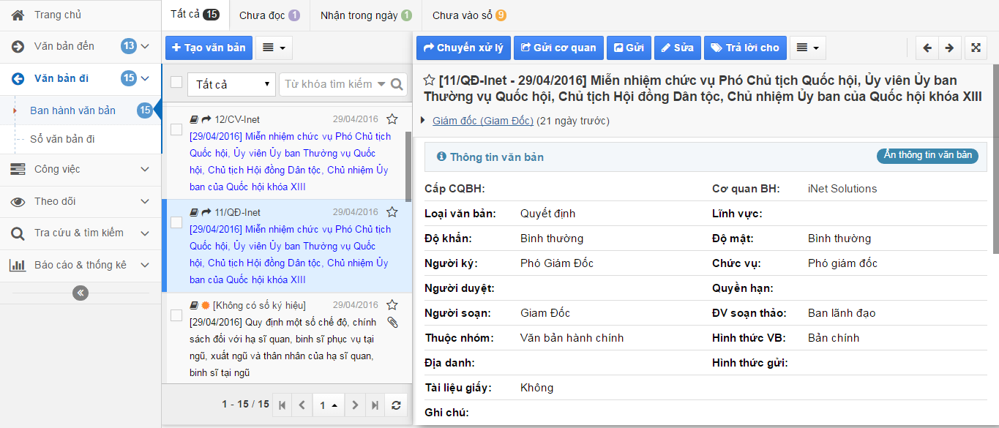 Trang chủ
Văn bản đến 13
Văn bản đi 15
Ban hành văn bản 15
Sổ văn bản đi
Công việc
Theo dõi
Tra cứu & tìm kiếm
Báo cáo & thống kê
Tất cả 15 Chưa đọc 1 Nhận trong ngày 1 Chưa vào sổ 9
Tạo văn bản
Tất cả Từ khóa tìm kiếm
12/CV-Inet 29/04/2016
[29/04/2016] Miễn nhiệm chức vụ Phó Chủ tịch
Quốc hội, Ủy viên Ủy ban Thường vụ Quốc
hội, Chủ tịch Hội đồng Dân tộc, Chủ nhiệm Ủy
ban của Quốc hội khóa XIII
11/QĐ-Inet 29/04/2016
[29/04/2016] Miễn nhiệm chức vụ Phó Chủ tịch
Quốc hội, Ủy viên Ủy ban Thường vụ Quốc
hội, Chủ tịch Hội đồng Dân tộc, Chủ nhiệm Ủy
ban của Quốc hội khóa XIII
[Không có số ký hiệu] 29/04/2016
[29/04/2016] Quy định một số chế độ, chính
sách đối với hạ sĩ quan, binh sĩ phục vụ tại
ngũ, xuất ngũ và thân nhân của hạ sĩ quan,
binh sĩ tại ngũ
1 - 15 / 15 1
Chuyển xử lý Gửi cơ quan Gửi Sửa Trả lời cho
[11/QĐ-Inet - 29/04/2016] Miễn nhiệm chức vụ Phó Chủ tịch Quốc hội, Ủy viên Ủy ban
Thường vụ Quốc hội, Chủ tịch Hội đồng Dân tộc, Chủ nhiệm Ủy ban của Quốc hội khóa XIII
Giám đốc (Giam Đốc) (21 ngày trước)
Thông tin văn bản Ẩn thông tin văn bản
Cấp CQBH: Cơ quan BH: iNet Solutions
Loại văn bản: Quyết định Lĩnh vực:
Độ khẩn: Bình thường Độ mật: Bình thường
Người ký: Phó Giám Đốc Chức vụ: Phó giám đốc
Người duyệt: Quyền hạn:
Người soạn: Giam Đốc ĐV soạn thảo: Ban lãnh đạo
Thuộc nhóm: Văn bản hành chính Hình thức VB: Bản chính
Địa danh: Hình thức gửi:
Tài liệu giấy: Không
Ghi chú: